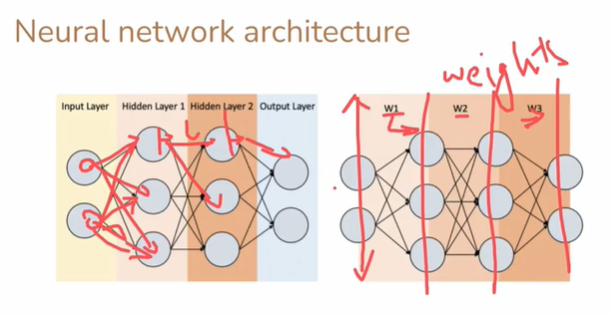 Neural network architecture
weights
Input Layer Hidden Layer 1 Hidden Layer 2 Output Layer
W1 W2 W3